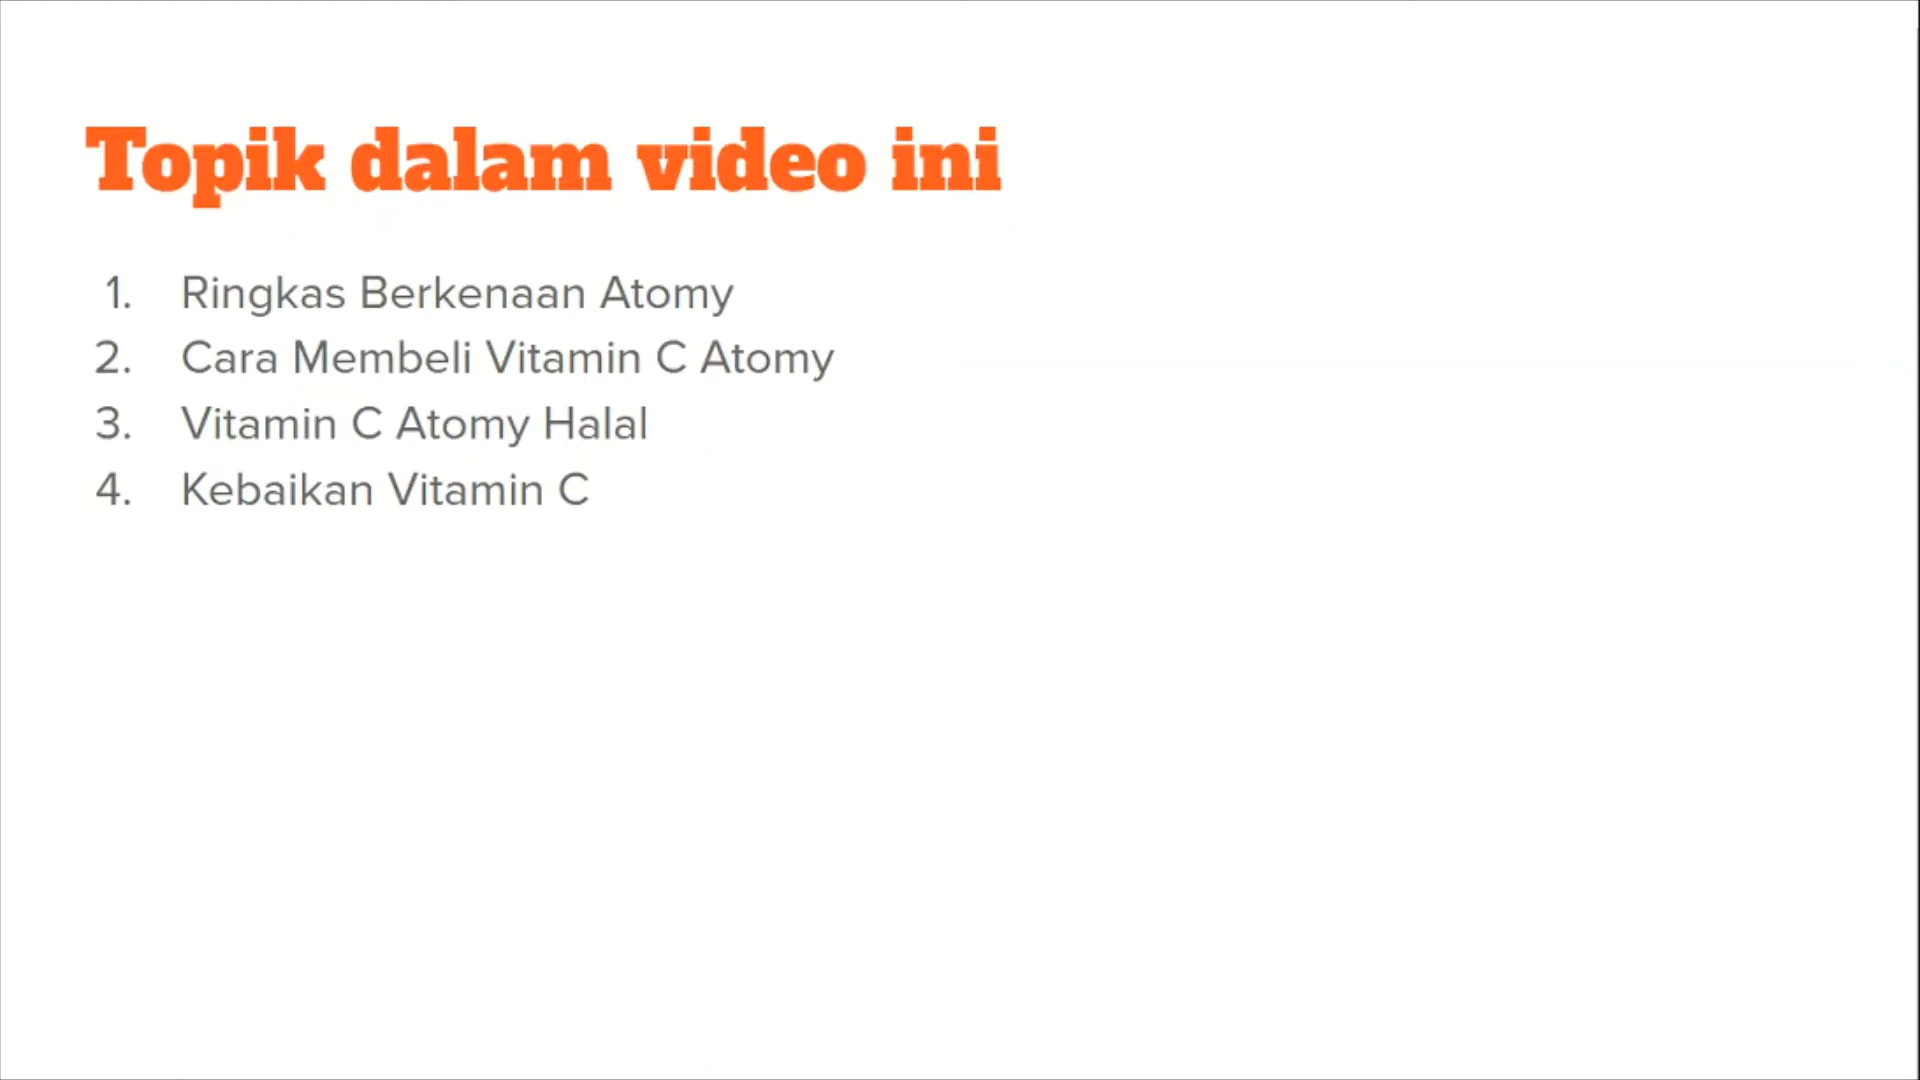 Topik dalam video ini
1. Ringkas Berkenaan Atomy
2. Cara Membeli Vitamin C Atomy
3. Vitamin C Atomy Halal
4. Kebaikan Vitamin C